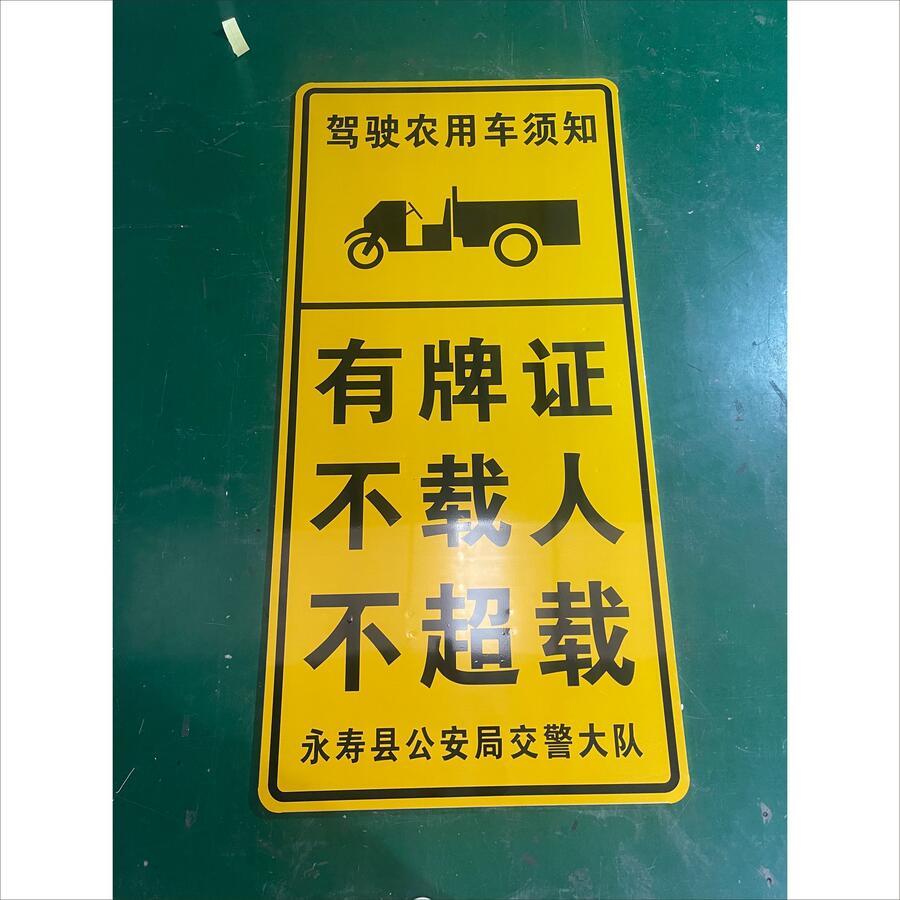 驾驶农用车须知
有牌证
不载人
不超载
永寿县公安局交警大队